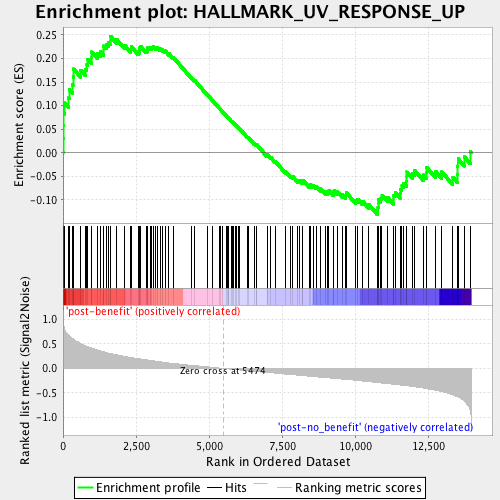 Enrichment plot: HALLMARK_UV_RESPONSE_UP
Enrichment score (ES)
0.25
0.20
0.15
0.10
0.05
0.00
-0.05
-0.10
'post-benefit' (positively correlated)
Ranked list metric (Signal2Noise)
1.0
0.5
0.0
-0.5
-1.0
Zero cross at 5474
'post-no_benefit' (negatively correlated)
0
2,500
5,000
7,500
10,000
12,500
Rank in Ordered Dataset
Enrichment profile
Hits
Ranking metric scores